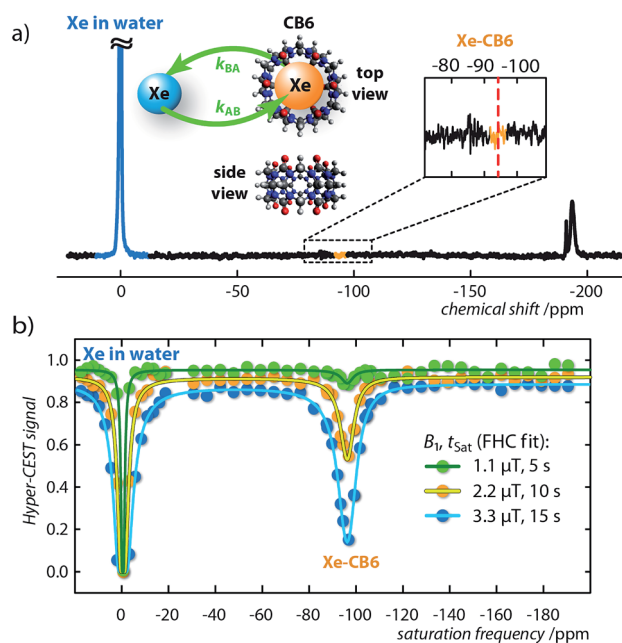 a)
Xe in water
CB6
Xe-CB6
-80 -90 -100
kBA
Xe
Xe
top
view
kAB
side
view
0 -50 -100 -150 -200
chemical shift /ppm
b)
Xe in water
1.0
0.8
0.6
0.4
0.2
0.0
Hyper-CEST signal
B1, tSat (FHC fit):
1.1 µT, 5 s
2.2 µT, 10 s
3.3 µT, 15 s
Xe-CB6
0 -20 -40 -60 -80 -100 -120 -140 -160 -180
saturation frequency /ppm